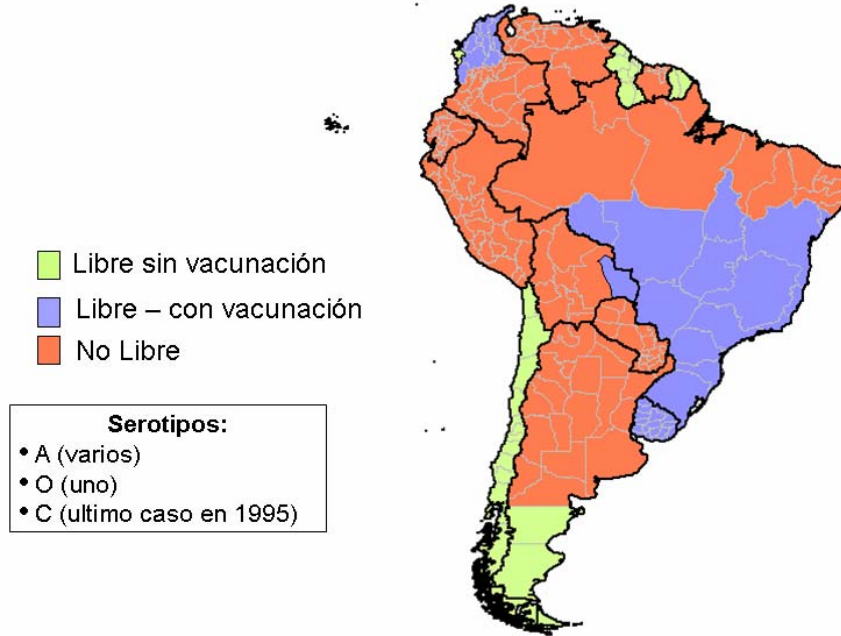 Libre sin vacunación
Libre – con vacunación
No Libre
Serotipos:
• A (varios)
• O (uno)
• C (ultimo caso en 1995)